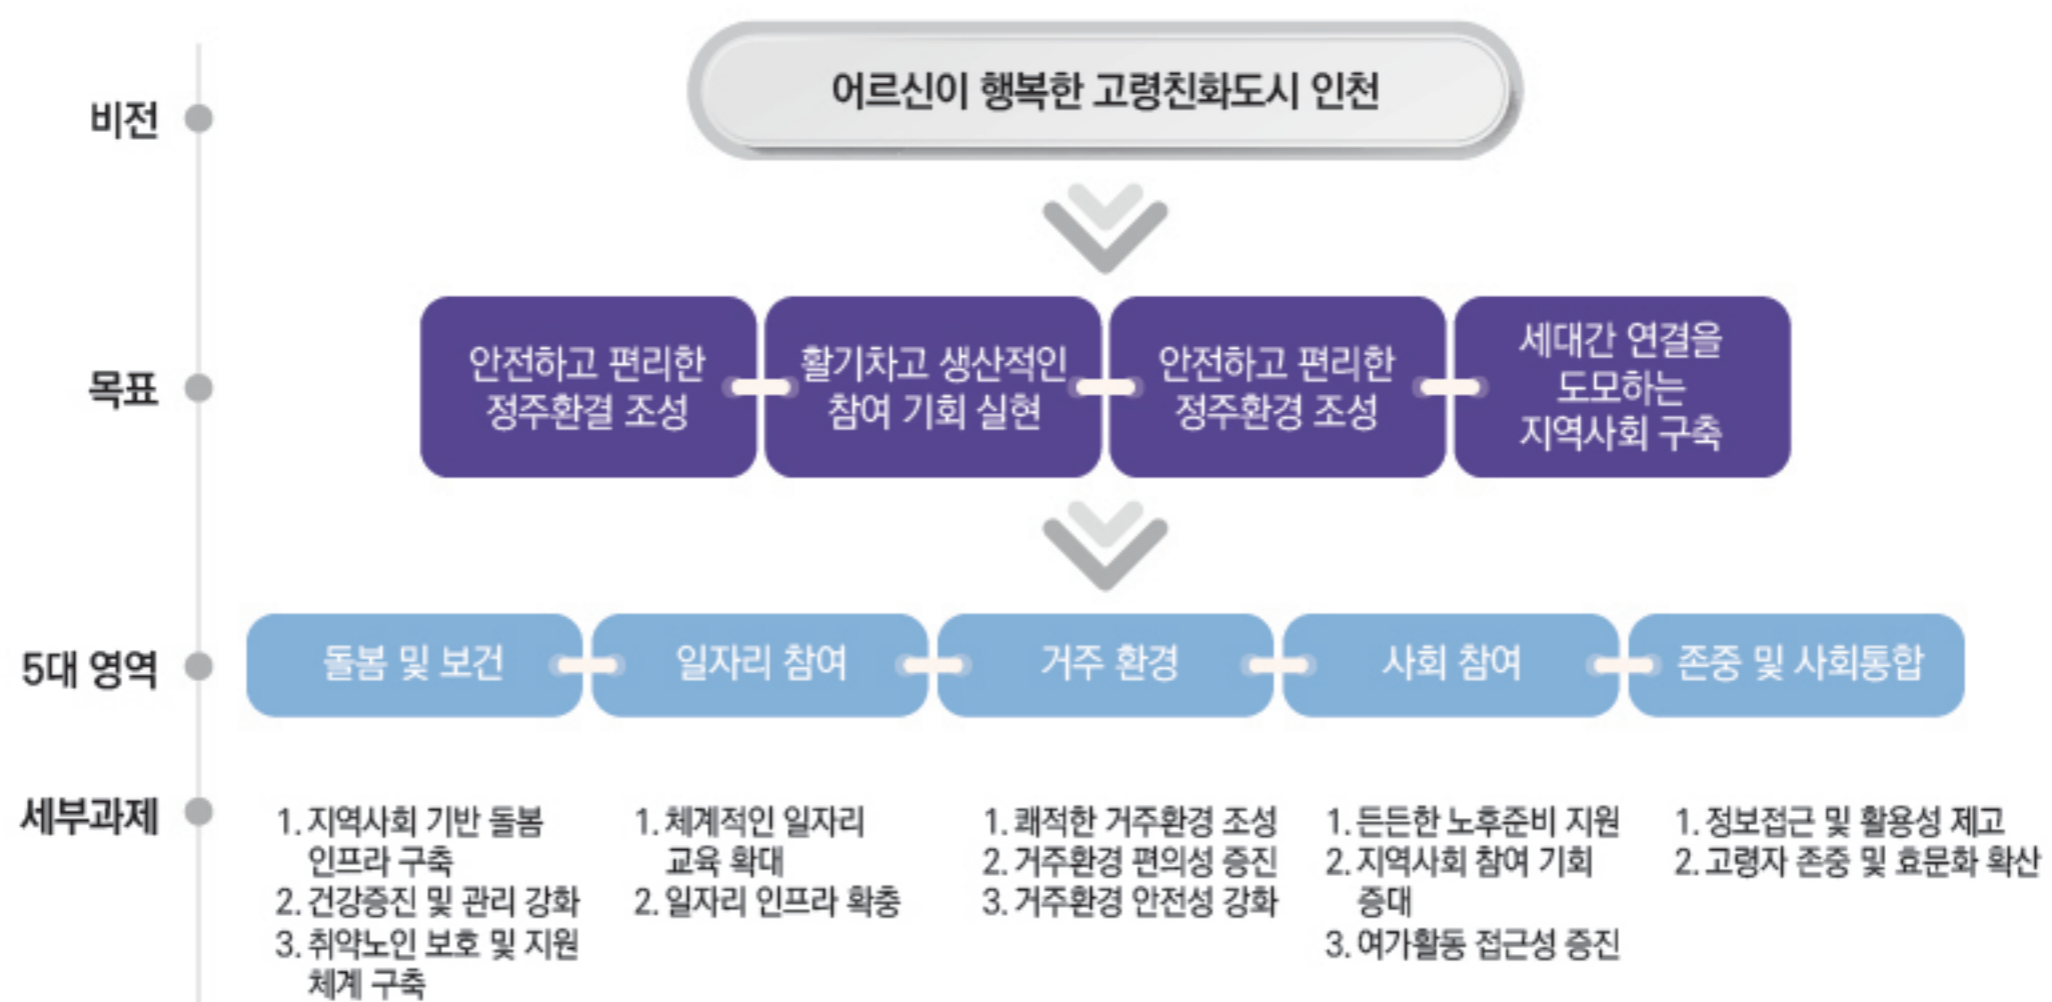 비전
어르신이 행복한 고령친화도시 인천
목표
안전하고 편리한
정주환결 조성
활기차고 생산적인
참여 기회 실현
안전하고 편리한
정주환경 조성
세대간 연결을
도모하는
지역사회 구축
5대 영역
돌봄 및 보건
일자리 참여
거주 환경
사회 참여
존중 및 사회통합
세부과제
1. 지역사회 기반 돌봄
인프라 구축
2. 건강증진 및 관리 강화
3. 취약노인 보호 및 지원
체계 구축
1. 체계적인 일자리
교육 확대
2. 일자리 인프라 확충
1. 쾌적한 거주환경 조성
2. 거주환경 편의성 증진
3. 거주환경 안전성 강화
1. 든든한 노후준비 지원
2. 지역사회 참여 기회
증대
3. 여가활동 접근성 증진
1. 정보접근 및 활용성 제고
2. 고령자 존중 및 효문화 확산